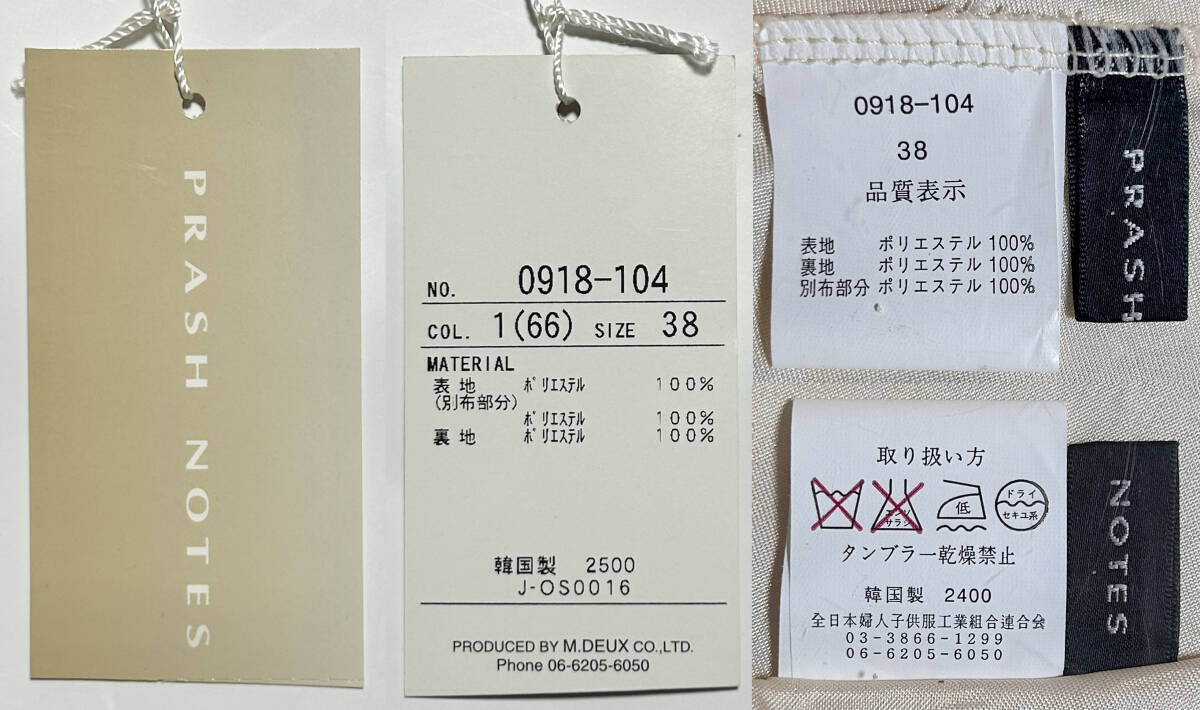 PRASH NOTES
NO. 0918-104
COL. 1(66) SIZE 38
MATERIAL
表地 ﾎﾟﾘｴｽﾃﾙ 100%
(別布部分)
ﾎﾟﾘｴｽﾃﾙ 100%
裏地 ﾎﾟﾘｴｽﾃﾙ 100%
韓国製 2500
J-OS0016
PRODUCED BY M.DEUX CO.,LTD.
Phone 06-6205-6050
0918-104
38
品質表示
表地 ポリエステル 100%
裏地 ポリエステル 100%
別布部分 ポリエステル 100%
PRASH
取り扱い方
エンソ
サラシ
低
ドライ
セキユ系
タンブラー乾燥禁止
韓国製 2400
全日本婦人子供服工業組合連合会
03-3866-1299
06-6205-6050
NOTES